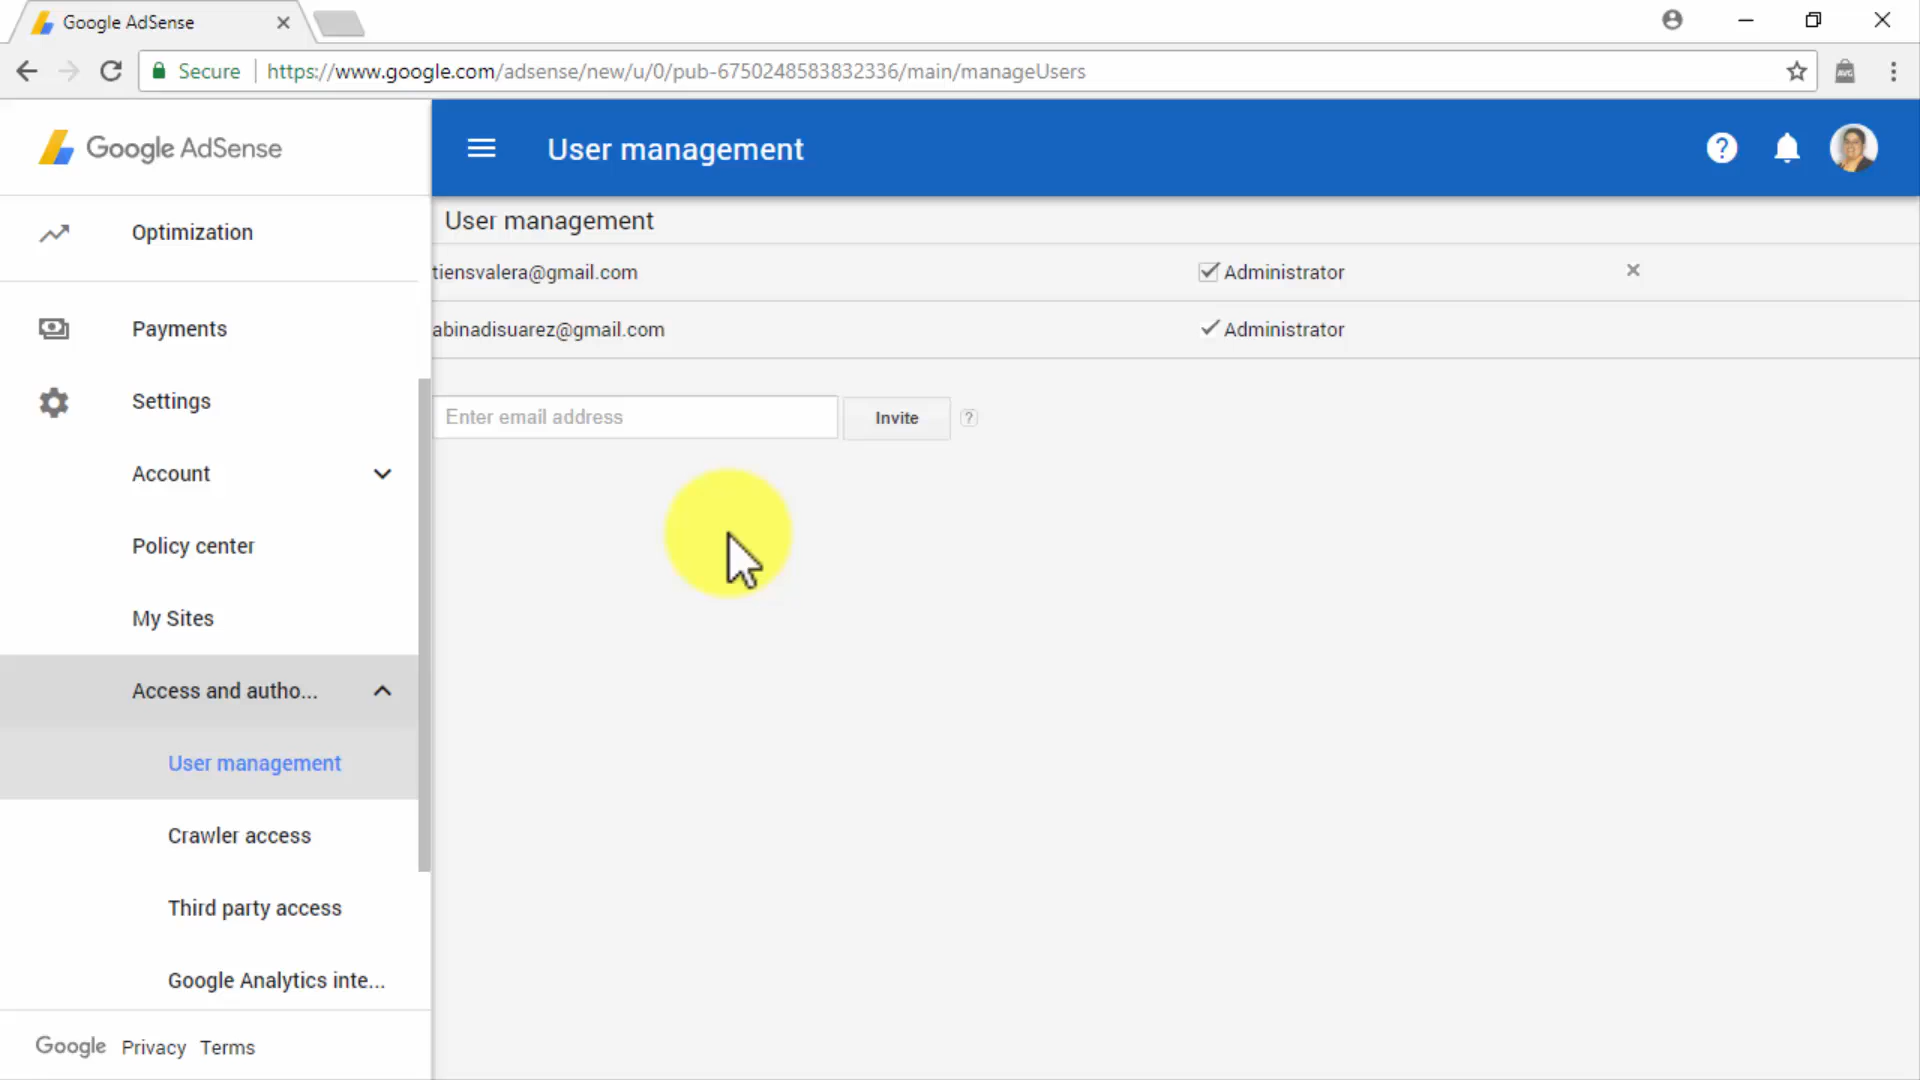 Google AdSense
Secure https://www.google.com/adsense/new/u/0/pub-6750248583832336/main/manageUsers
AVG
Google AdSense
User management
?
Optimization
Payments
Settings
Account
Policy center
My Sites
Access and autho...
User management
Crawler access
Third party access
Google Analytics inte...
Google Privacy Terms
User management
tiensvalera@gmail.com Administrator
abinadisuarez@gmail.com Administrator
Enter email address Invite ?